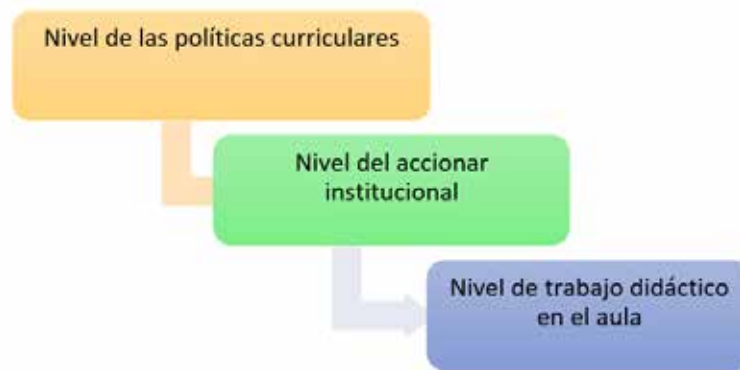 Nivel de las políticas curriculares
Nivel del accionar
institucional
Nivel de trabajo didáctico
en el aula